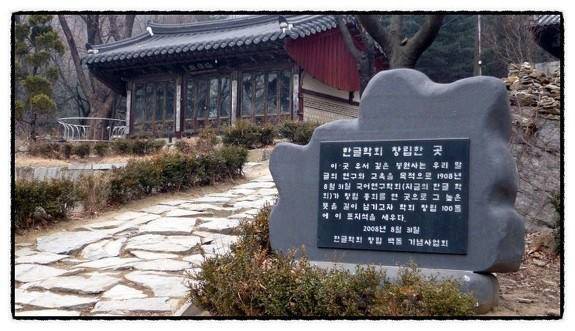 한글학회 창립한 곳
이곳 유서 깊은 봉원사는 우리 말
글의 연구와 교육을 목적으로 1908년
8월 31일 국어연구학회(지금의 한글 학
회)가 창립 총회를 연 곳으로 그 높은
뜻을 길이 남기고자 학회 창립 100돌
에 이 표지석을 세우다.
2008년 8월 31일
한글학회 창립 백돌 기념사업회